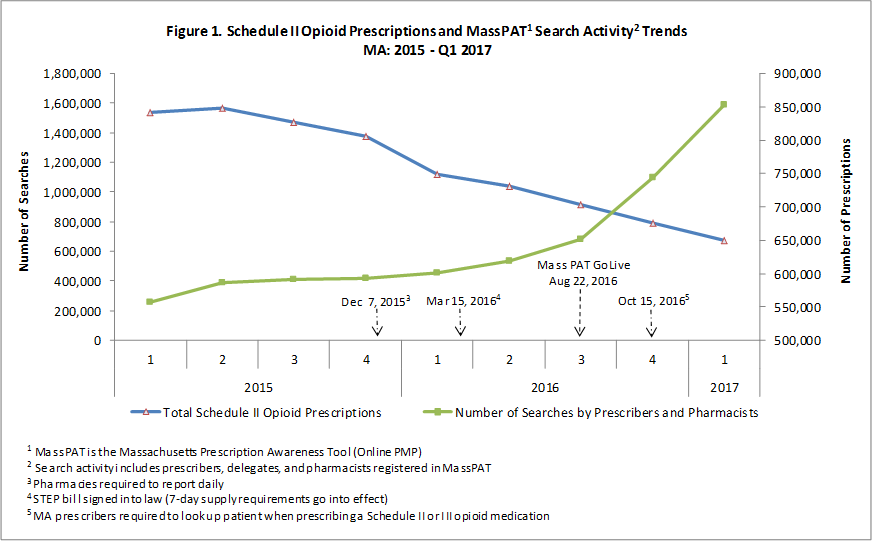 Figure 1. Schedule II Opioid Prescriptions and MassPAT1 Search Activity2 Trends
MA: 2015 - Q1 2017
1,800,000
1,600,000
1,400,000
1,200,000
1,000,000
800,000
600,000
400,000
200,000
0
Number of Searches
900,000
850,000
800,000
750,000
700,000
650,000
600,000
550,000
500,000
Number of Prescriptions
Dec 7, 20153
Mar 15, 20164
Mass PAT Go Live
Aug 22, 2016
Oct 15, 20165
1 2 3 4 1 2 3 4 1
2015 2016 2017
Total Schedule II Opioid Prescriptions
Number of Searches by Prescribers and Pharmacists
1 MassPAT is the Massachusetts Prescription Awareness Tool (Online PMP)
2 Search activity includes prescribers, delegates, and pharmacists registered in MassPAT
3 Pharmacies required to report daily
4 STEP bill signed into law (7-day supply requirements go into effect)
5 MA prescribers required to lookup patient when prescribing a Schedule II or III opioid medication